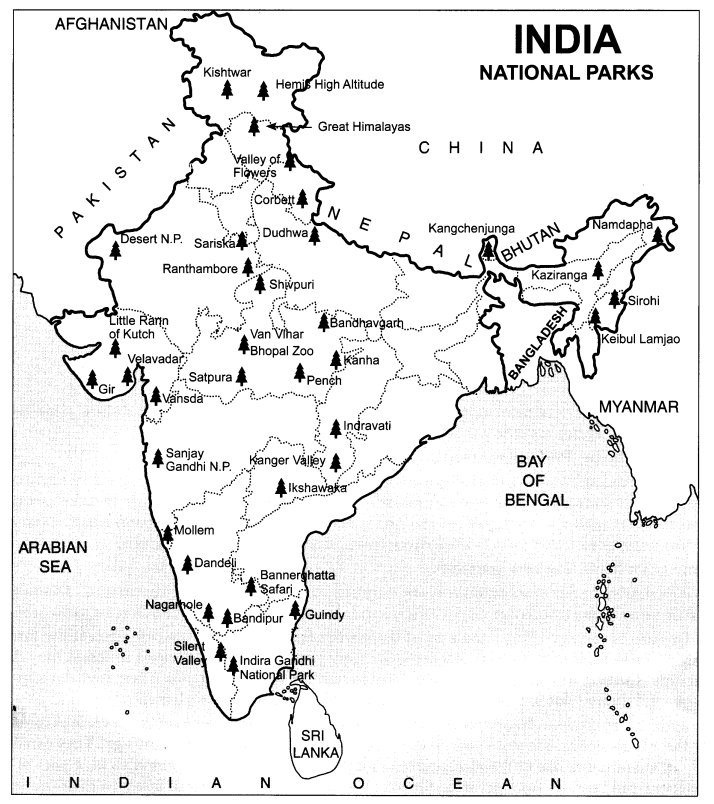 AFGHANISTAN
INDIA
NATIONAL PARKS
Kishtwar
Hemis High Altitude
Great Himalayas
PAKISTAN
CHINA
Valley of
Flowers
Corbett
NEPAL
Dudhwa
Kangchenjunga
BHUTAN
Namdapha
Desert N.P.
Sariska
Ranthambore
Shivpuri
Kaziranga
Sirohi
Keibul Lamjao
BANGLADESH
Little Rann
of Kutch
Van Vihar
Bhopal Zoo
Bandhavgarh
Velavadar
Kanha
Gir
Satpura
Pench
Vansda
MYANMAR
Indravati
Sanjay
Gandhi N.P.
Kanger Valley
Ikshawaka
BAY
OF
BENGAL
Mollem
ARABIAN
SEA
Dandeli
Bannerghatta
Safari
Nagarhole
Bandipur
Guindy
Silent
Valley
Indira Gandhi
National Park
SRI
LANKA
INDIAN OCEAN